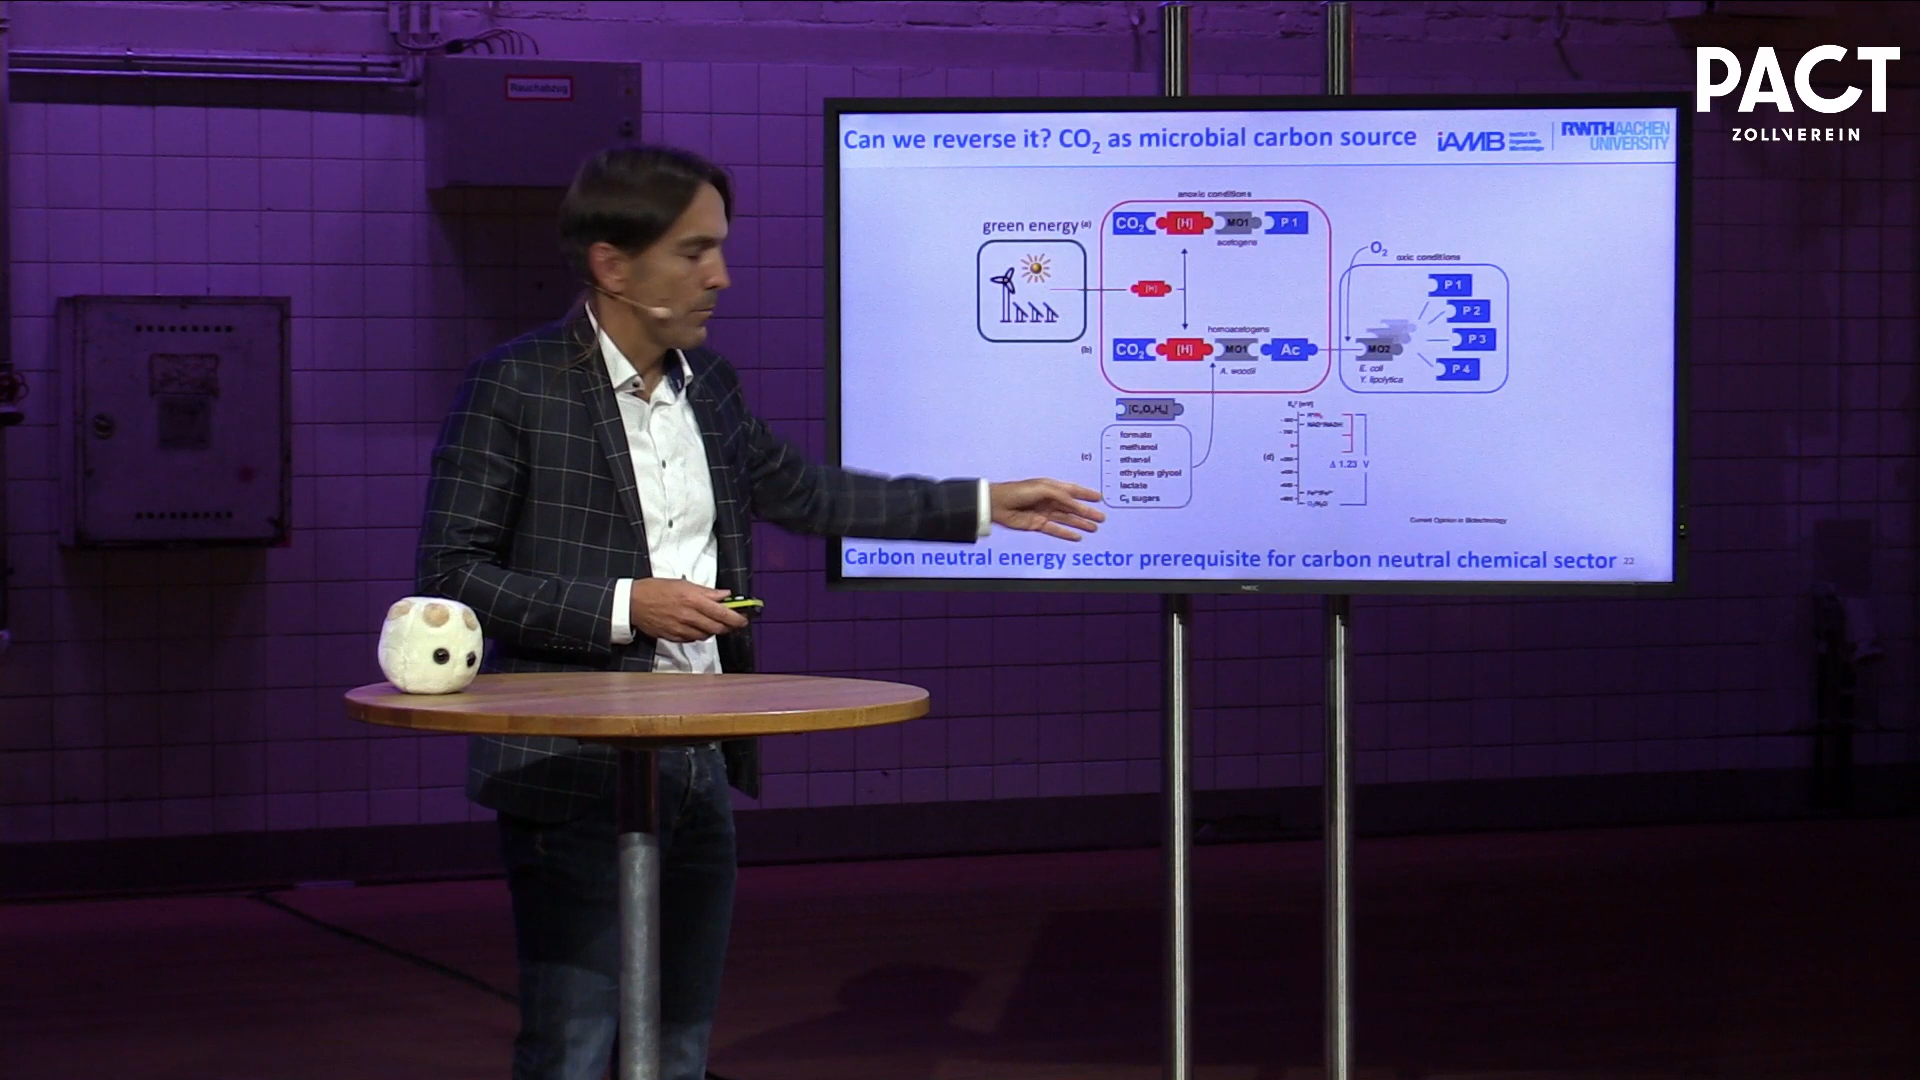 Rauchabzug
PACT
ZOLLVEREIN
Can we reverse it? CO₂ as microbial carbon source
iAMB
RWTHAACHEN
UNIVERSITY
anoxic conditions
green energy
(a)
CO₂ [H] MO1 P 1
acetogens
[H]
O₂
oxic conditions
P 1
P 2
P 3
P 4
homoacetogens
(b)
CO₂ [H] MO1 Ac
A. woodii
MO2
E. coli
Y. lipolytica
(c)
– formate
– methanol
– ethanol
– ethylene glycol
– lactate
– C₆ sugars
(d)
Δ 1.23 V
Current Opinion in Biotechnology
Carbon neutral energy sector prerequisite for carbon neutral chemical sector
22
NEC